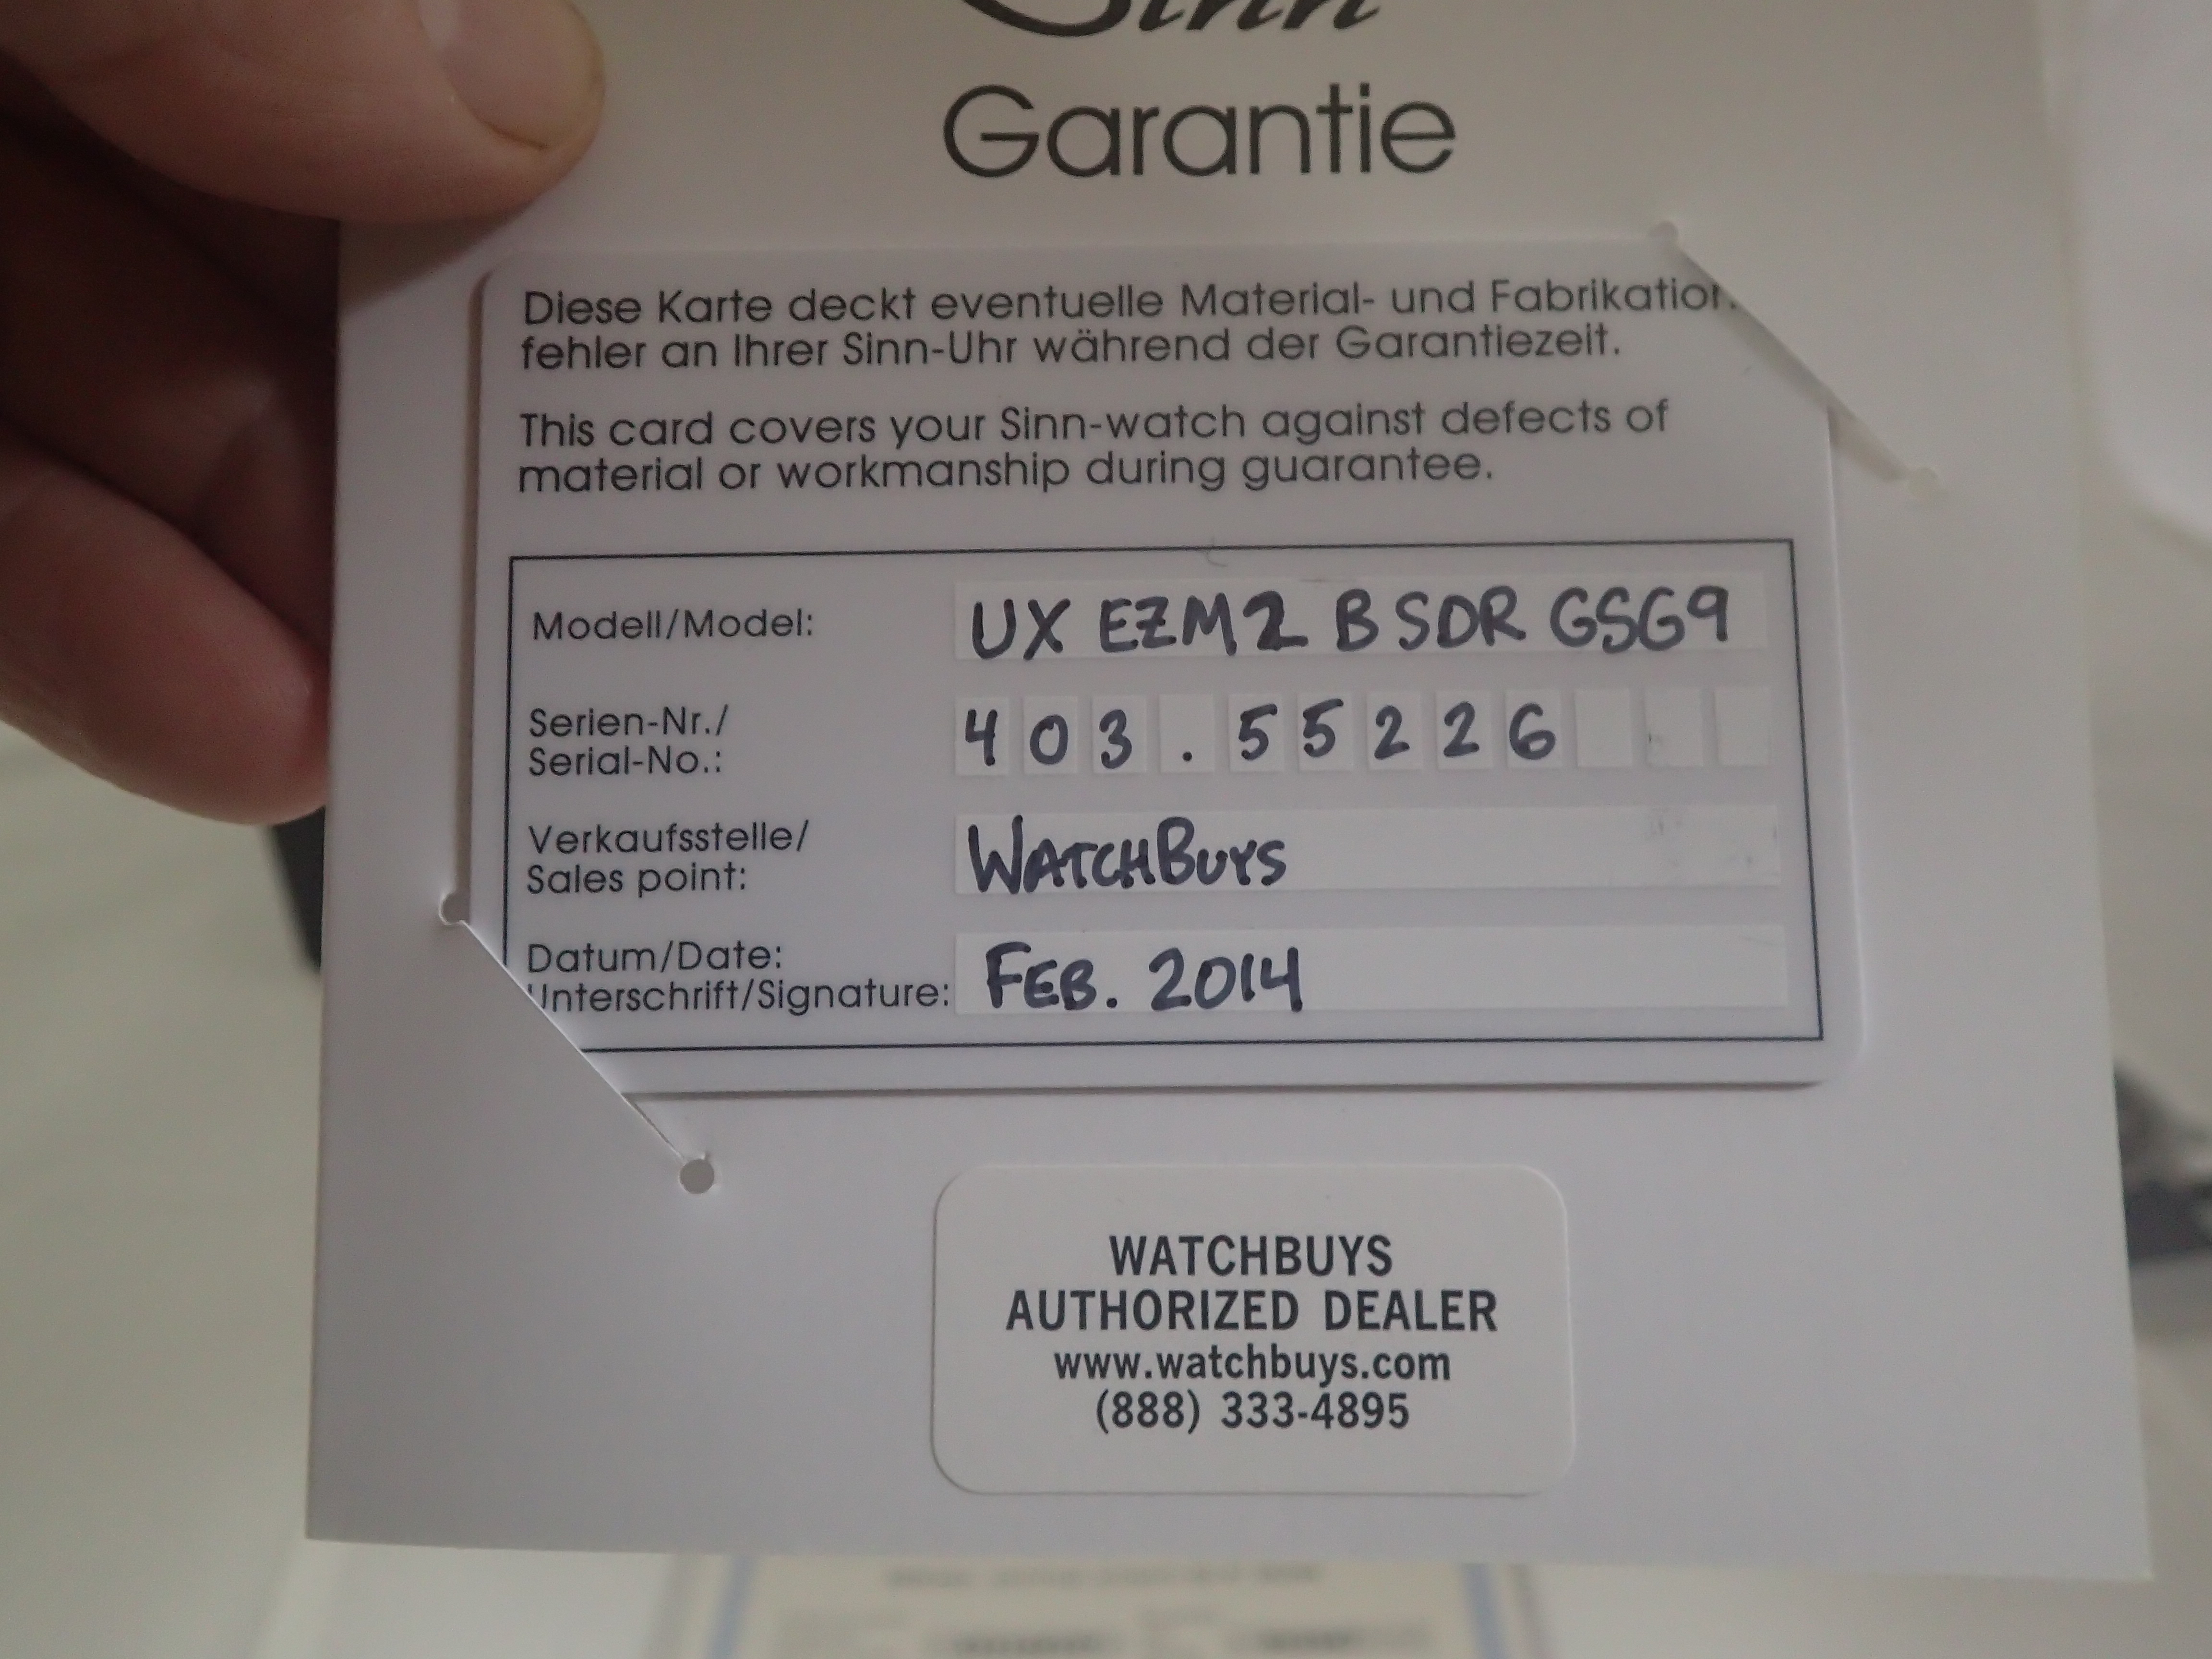 Sinn
Garantie
Diese Karte deckt eventuelle Material- und Fabrikation
fehler an Ihrer Sinn-Uhr während der Garantiezeit.
This card covers your Sinn-watch against defects of
material or workmanship during guarantee.
Modell/Model: UX EZM2 B SDR GSG9
Serien-Nr./
Serial-No.: 403.55226
Verkaufsstelle/
Sales point: WATCHBUYS
Datum/Date:
Unterschrift/Signature: FEB. 2014
WATCHBUYS
AUTHORIZED DEALER
www.watchbuys.com
(888) 333-4895